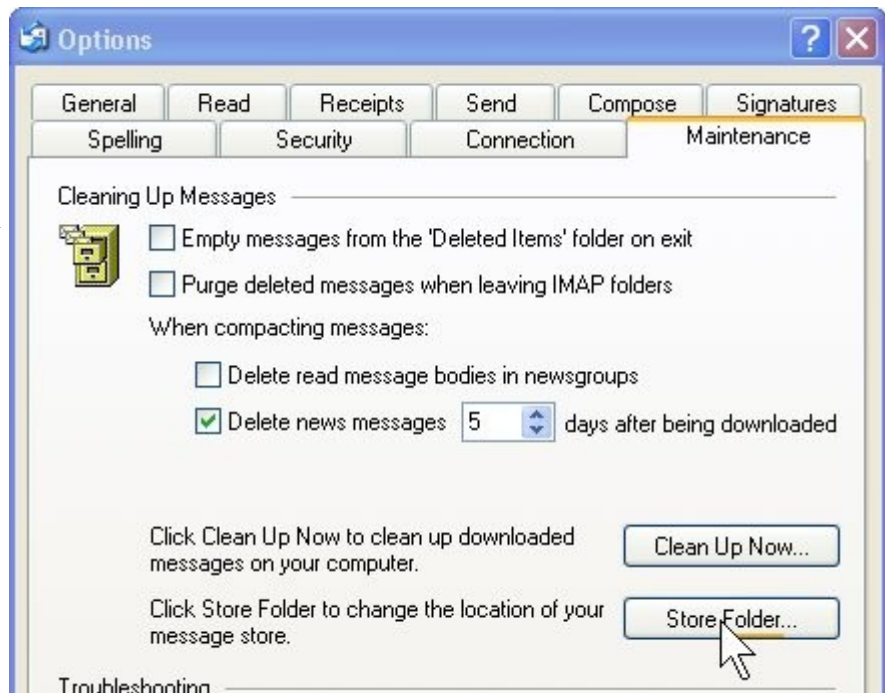 Options
General Read Receipts Send Compose Signatures
Spelling Security Connection Maintenance
Cleaning Up Messages
Empty messages from the 'Deleted Items' folder on exit
Purge deleted messages when leaving IMAP folders
When compacting messages:
Delete read message bodies in newsgroups
Delete news messages 5 days after being downloaded
Click Clean Up Now to clean up downloaded
messages on your computer.
Clean Up Now...
Click Store Folder to change the location of your
message store.
Store Folder...
Troubleshooting